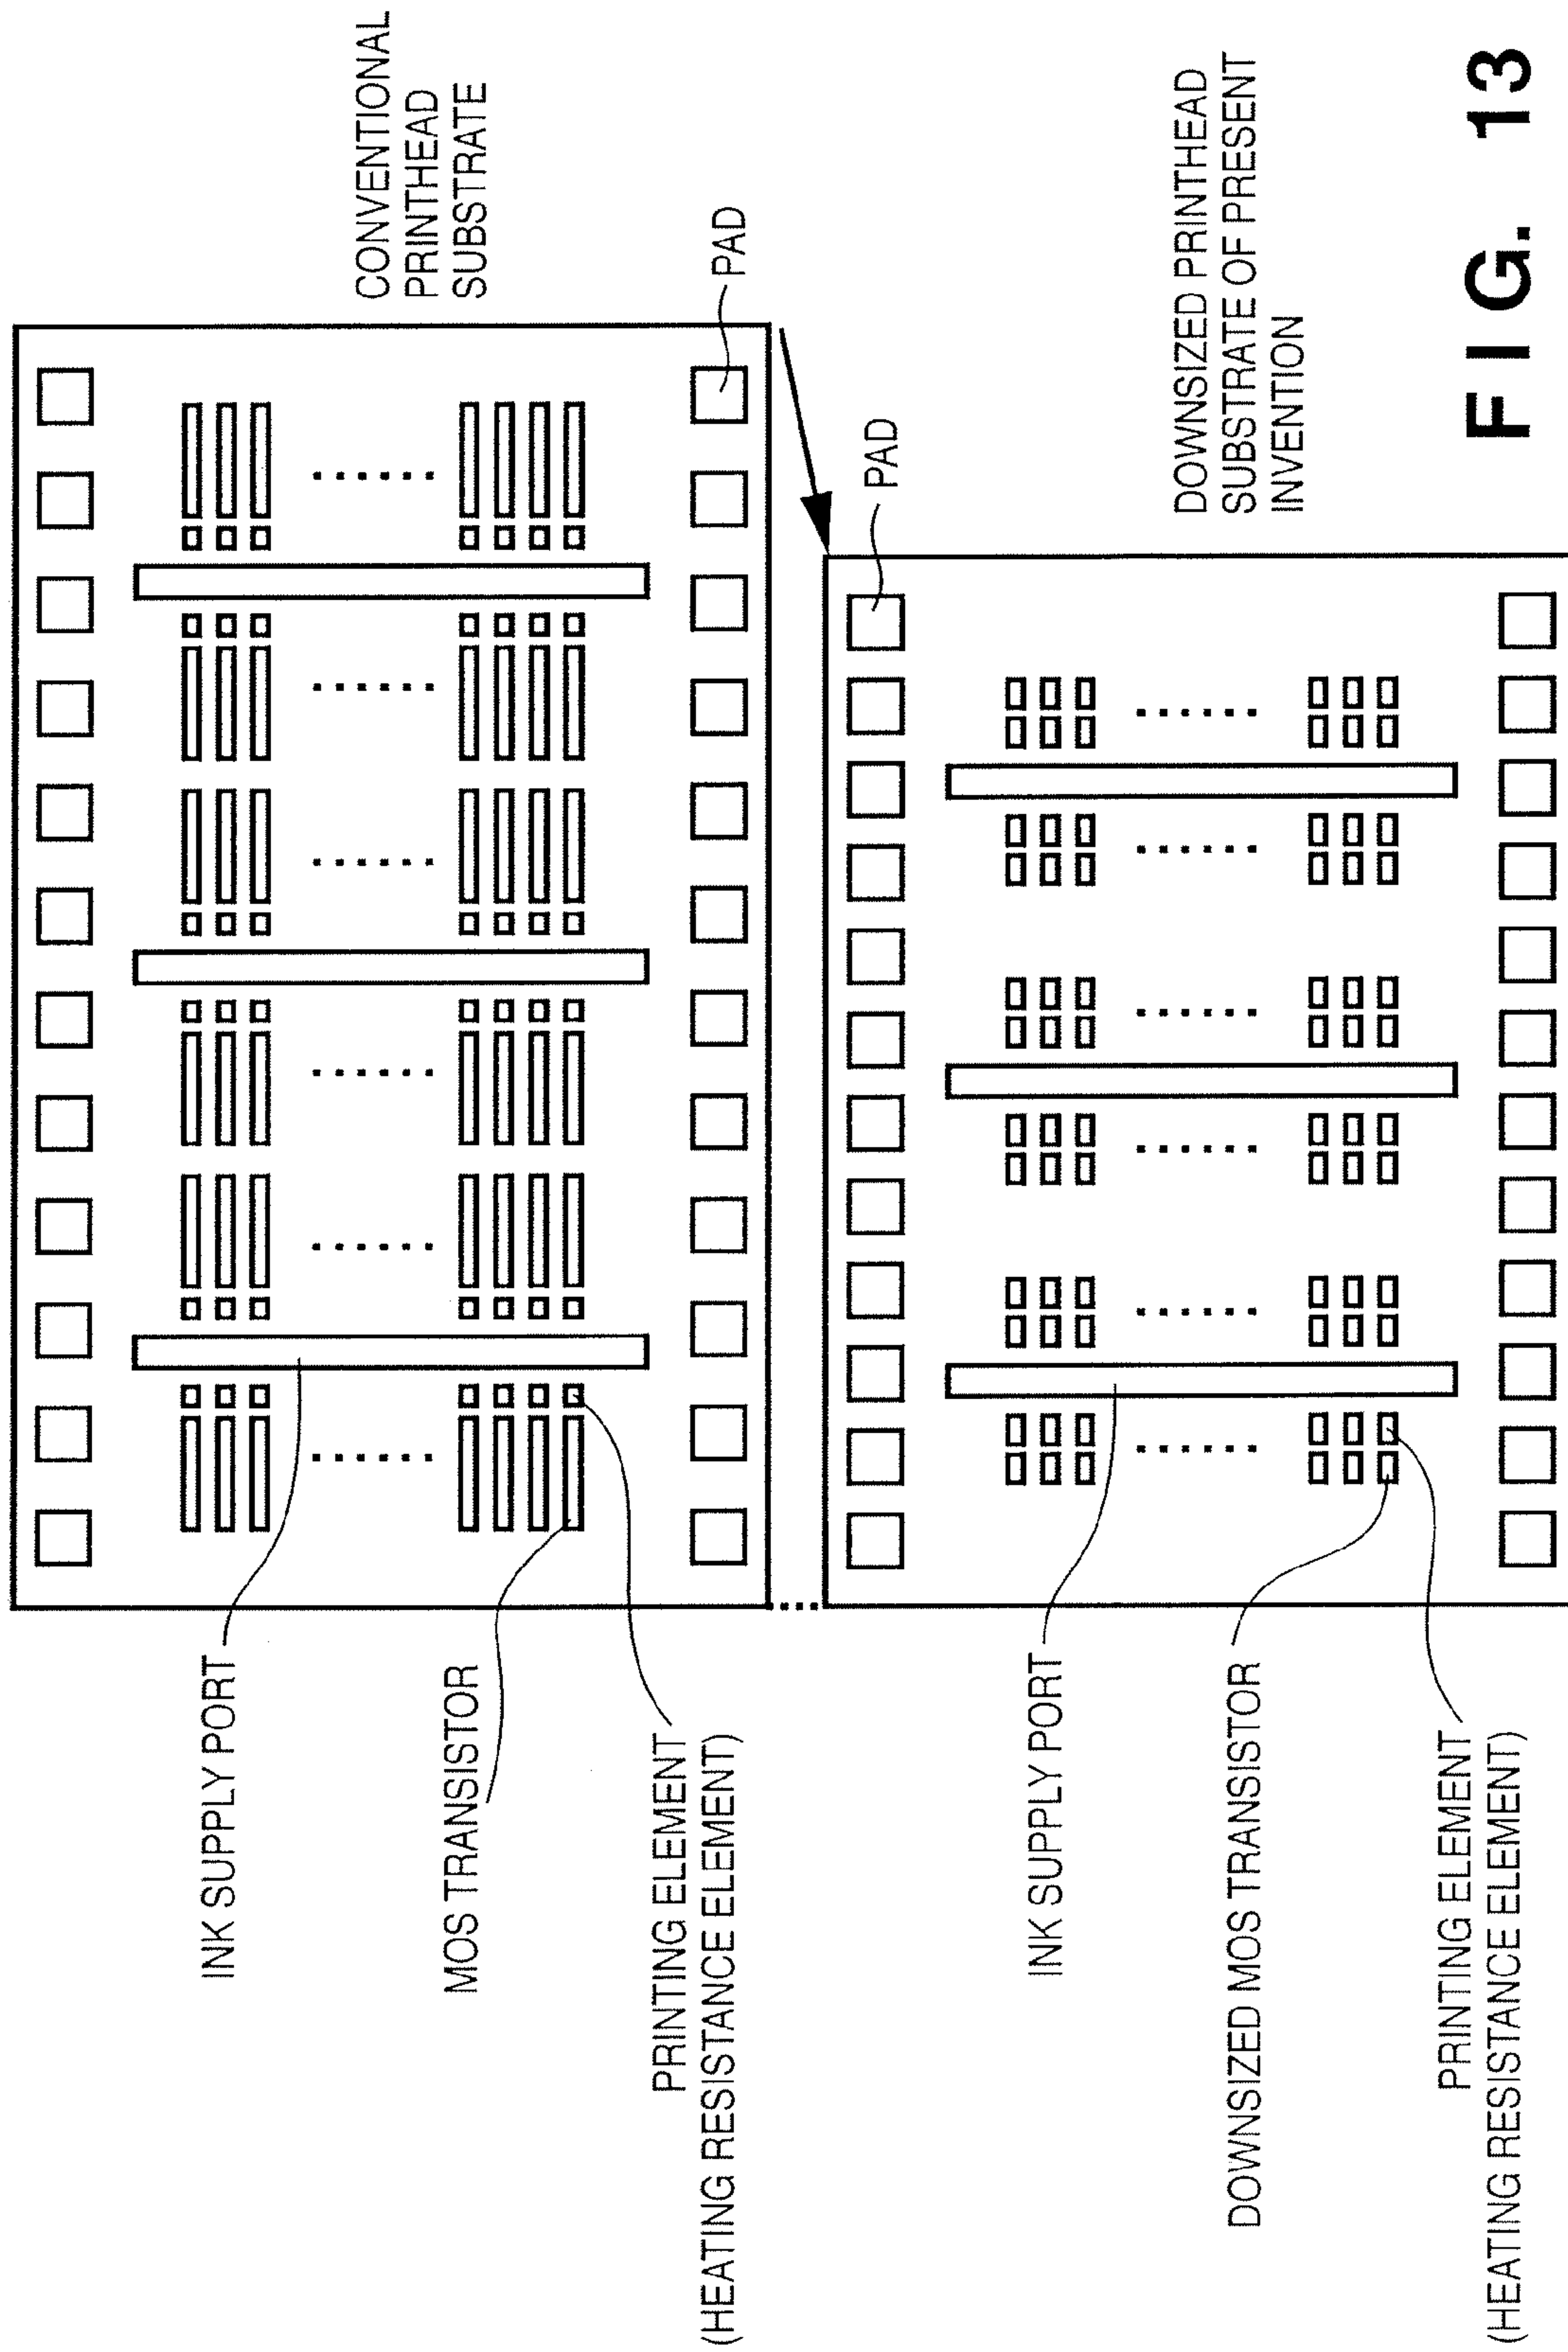 CONVENTIONAL
PRINTHEAD
SUBSTRATE
PAD
INK SUPPLY PORT
MOS TRANSISTOR
PRINTING ELEMENT
(HEATING RESISTANCE ELEMENT)
PAD
DOWNSIZED PRINTHEAD
SUBSTRATE OF PRESENT
INVENTION
INK SUPPLY PORT
DOWNSIZED MOS TRANSISTOR
PRINTING ELEMENT
(HEATING RESISTANCE ELEMENT)
FIG. 13